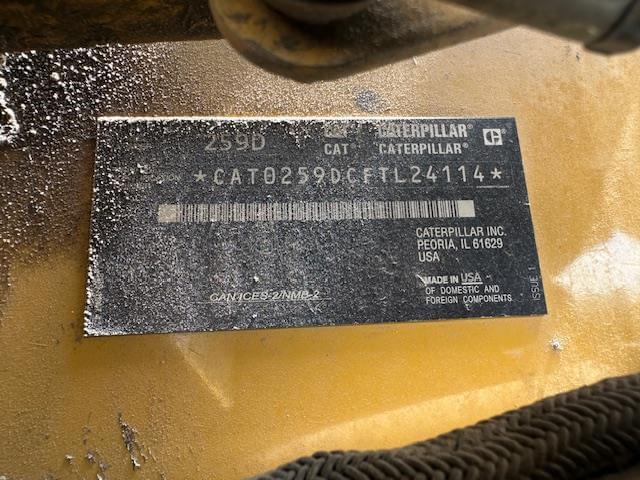 259D
CATERPILLAR®
CAT® CATERPILLAR®
*CAT0259DCFTL24114*
CATERPILLAR INC.
PEORIA, IL 61629
USA
MADE IN USA
OF DOMESTIC AND
FOREIGN COMPONENTS
CAN ICES-2/NMB-2
ISSUE 1